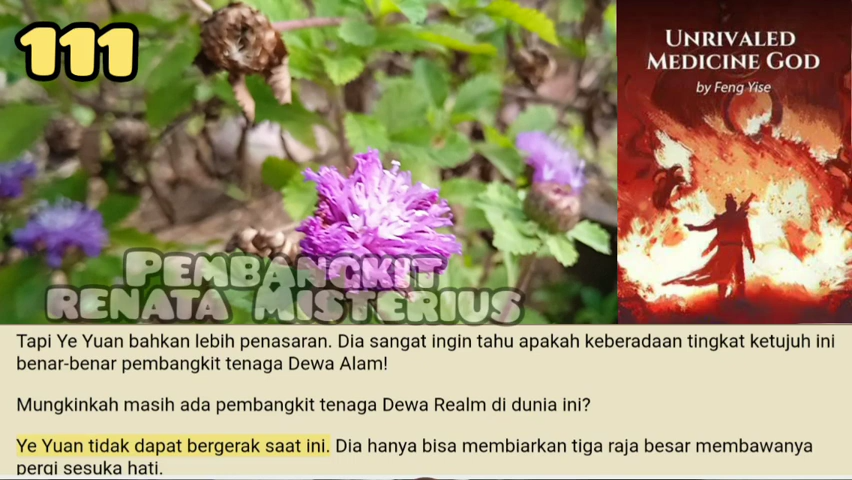 111
UNRIVALED
MEDICINE GOD
by Feng Yise
PEMBANGKIT
RENATA MISTERIUS
Tapi Ye Yuan bahkan lebih penasaran. Dia sangat ingin tahu apakah keberadaan tingkat ketujuh ini
benar-benar pembangkit tenaga Dewa Alam!
Mungkinkah masih ada pembangkit tenaga Dewa Realm di dunia ini?
Ye Yuan tidak dapat bergerak saat ini. Dia hanya bisa membiarkan tiga raja besar membawanya
pergi sesuka hati.